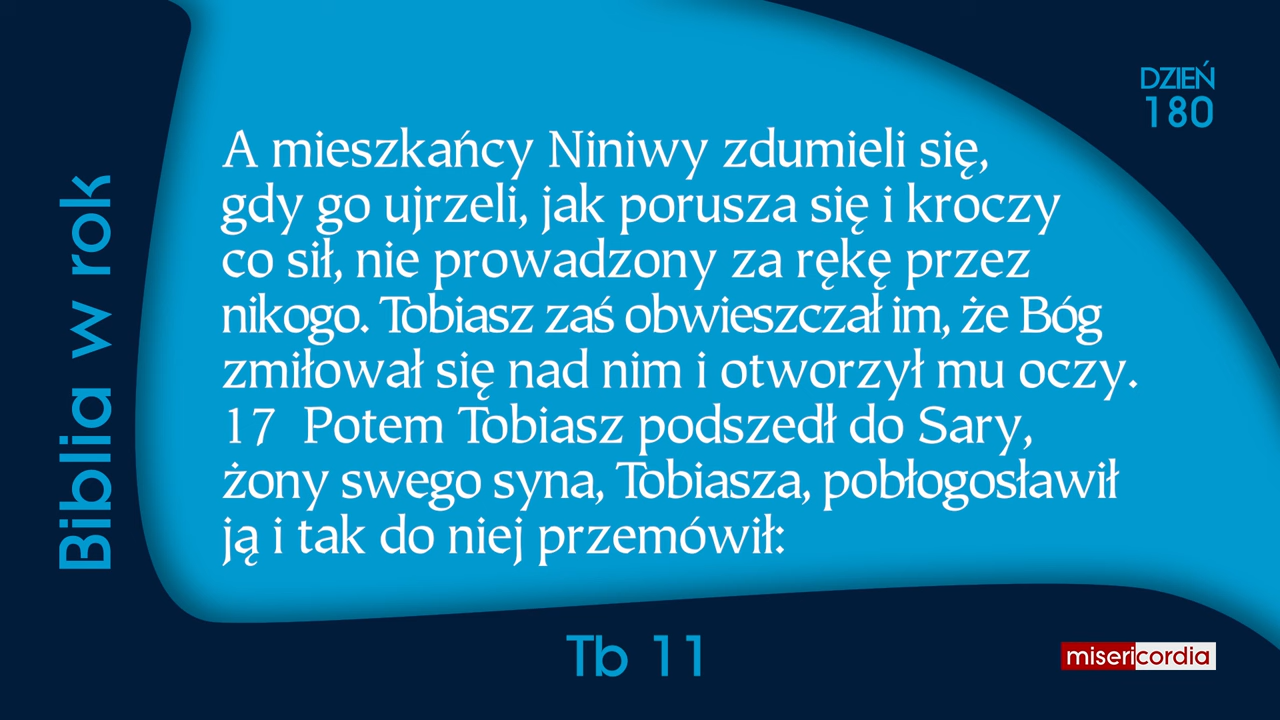 DZIEŃ
180
Biblia w rok
A mieszkańcy Niniwy zdumieli się,
gdy go ujrzeli, jak porusza się i kroczy
co sił, nie prowadzony za rękę przez
nikogo. Tobiasz zaś obwieszczał im, że Bóg
zmiłował się nad nim i otworzył mu oczy.
17 Potem Tobiasz podszedł do Sary,
żony swego syna, Tobiasza, pobłogosławił
ją i tak do niej przemówił:
Tb 11
misericordia